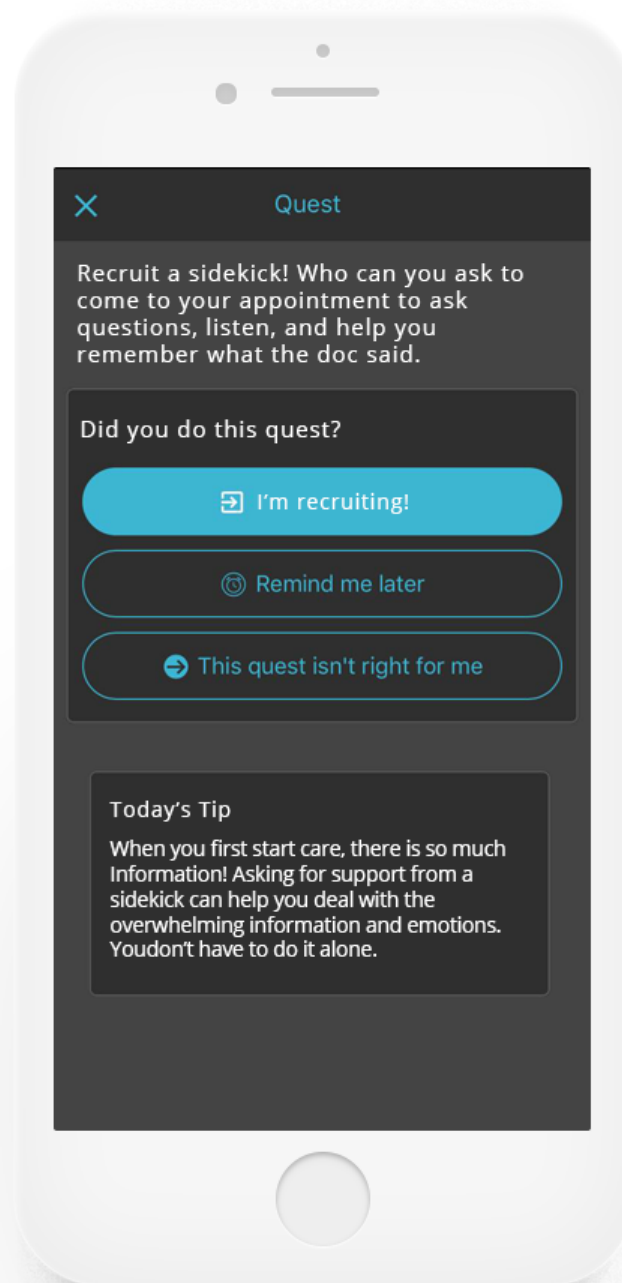 Quest
Recruit a sidekick! Who can you ask to
come to your appointment to ask
questions, listen, and help you
remember what the doc said.
Did you do this quest?
I'm recruiting!
Remind me later
This quest isn't right for me
Today's Tip
When you first start care, there is so much
Information! Asking for support from a
sidekick can help you deal with the
overwhelming information and emotions.
Youdon't have to do it alone.